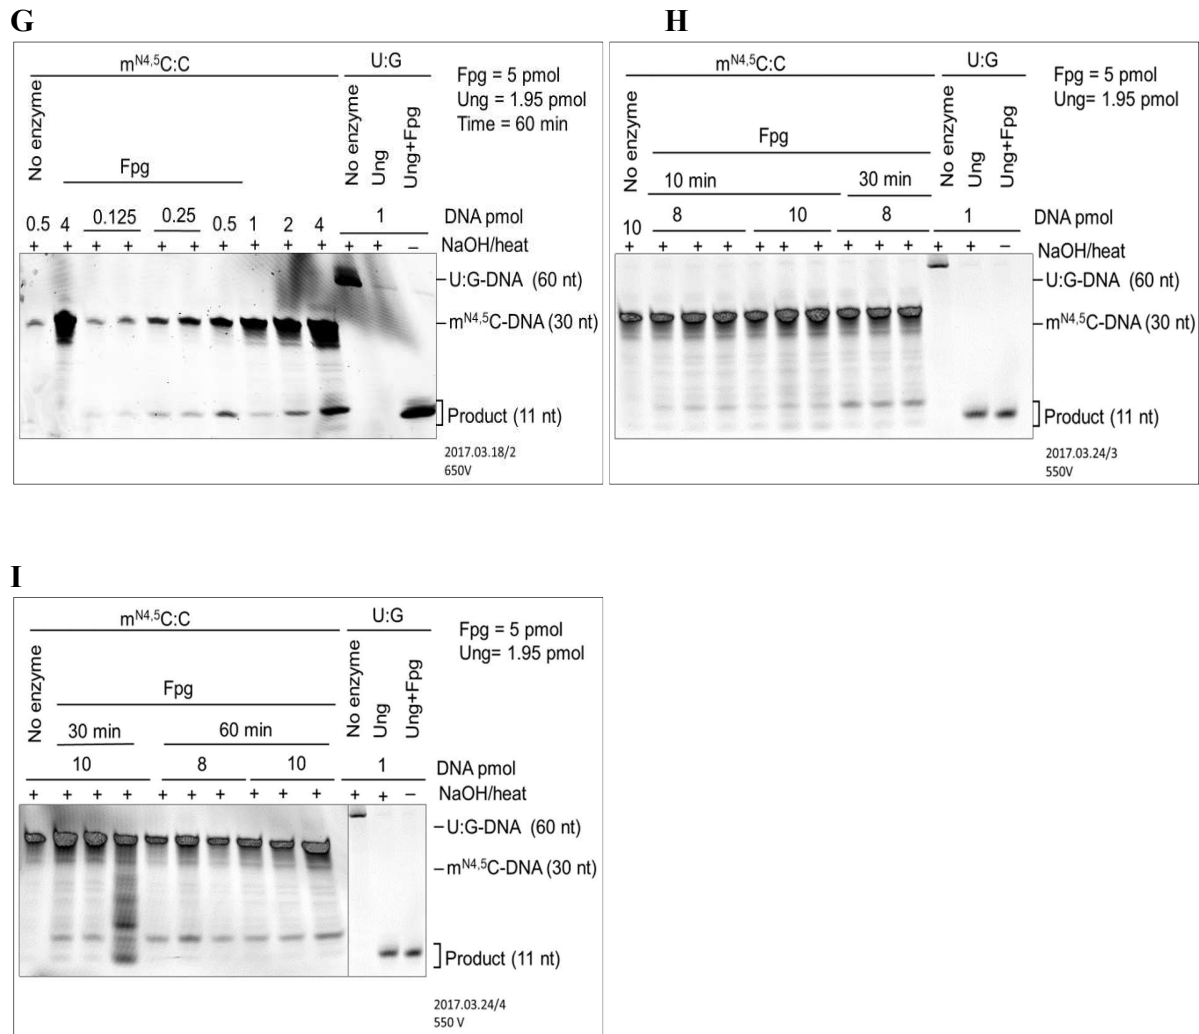 G
m^N4,5C:C
U:G
Fpg = 5 pmol
Ung = 1.95 pmol
Time = 60 min
No enzyme
Fpg
No enzyme
Ung
Ung+Fpg
0.5 4 0.125 0.25 0.5 1 2 4 1 DNA pmol
+ + + + + + + + + + + + − NaOH/heat
–U:G-DNA (60 nt)
–m^N4,5C-DNA (30 nt)
Product (11 nt)
2017.03.18/2
650V
H
m^N4,5C:C
U:G
Fpg = 5 pmol
Ung= 1.95 pmol
No enzyme
Fpg
10 min 30 min
No enzyme
Ung
Ung+Fpg
10 8 10 8 1 DNA pmol
+ + + + + + + + + + + + − NaOH/heat
–U:G-DNA (60 nt)
–m^N4,5C-DNA (30 nt)
Product (11 nt)
2017.03.24/3
550V
I
m^N4,5C:C
U:G
Fpg = 5 pmol
Ung= 1.95 pmol
No enzyme
Fpg
30 min 60 min
No enzyme
Ung
Ung+Fpg
10 8 10 1 DNA pmol
+ + + + + + + + + + + + − NaOH/heat
–U:G-DNA (60 nt)
–m^N4,5C-DNA (30 nt)
Product (11 nt)
2017.03.24/4
550 V